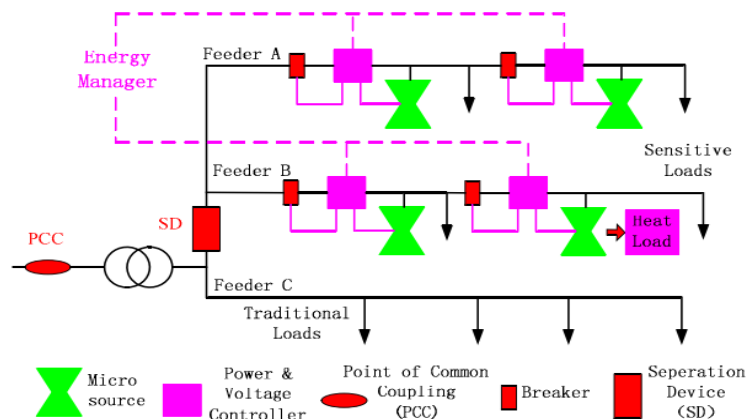 Energy
Manager
Feeder A
Sensitive
Loads
Feeder B
SD
PCC
Heat
Load
Feeder C
Traditional
Loads
Micro
source
Power &
Voltage
Controller
Point of Common
Coupling
(PCC)
Breaker
Seperation
Device
(SD)